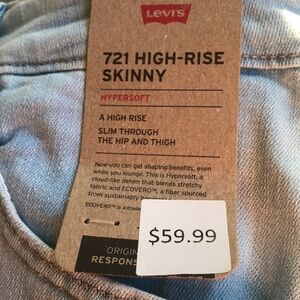 Levi's
721 HIGH-RISE
SKINNY
HYPERSOFT
A HIGH RISE
SLIM THROUGH
THE HIP AND THIGH
Now you can get shaping benefits, even
while you lounge. This is Hypersoft, a
cloud-like denim that blends stretchy
fabric and ECOVERO™, a fiber sourced
from sustainably
ECOVERO™ is a trade
$59.99
RESPONS